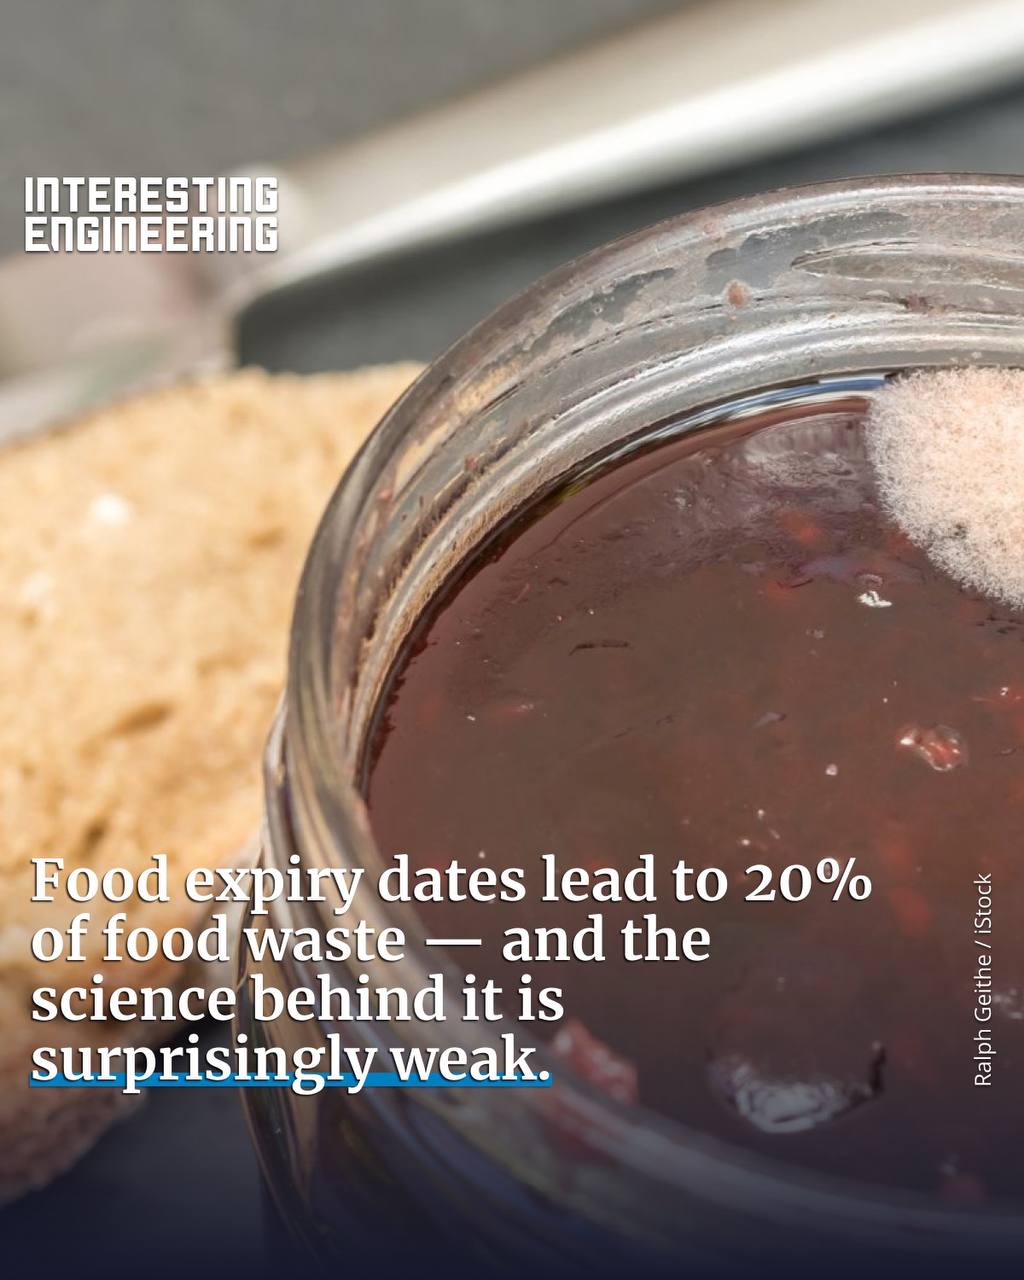 INTERESTING
ENGINEERING
Food expiry dates lead to 20%
of food waste — and the
science behind it is
surprisingly weak.
Ralph Geithe / iStock